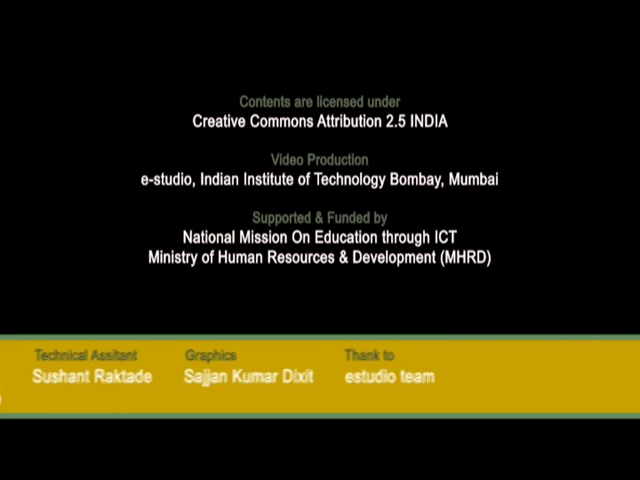 Contents are licensed under
Creative Commons Attribution 2.5 INDIA
Video Production
e-studio, Indian Institute of Technology Bombay, Mumbai
Supported & Funded by
National Mission On Education through ICT
Ministry of Human Resources & Development (MHRD)
Technical Assitant Graphics Thank to
Sushant Raktade Sajjan Kumar Dixit estudio team